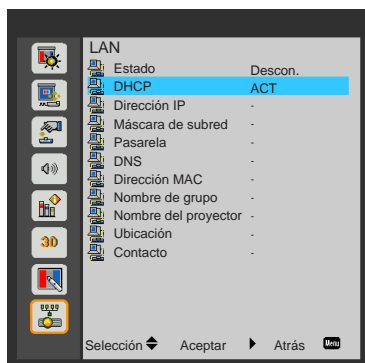 LAN
Estado Descon.
DHCP ACT
Dirección IP -
Máscara de subred -
Pasarela -
DNS -
Dirección MAC -
Nombre de grupo -
Nombre del proyector -
Ubicación -
Contacto -
3D
Selección Aceptar Atrás Menu